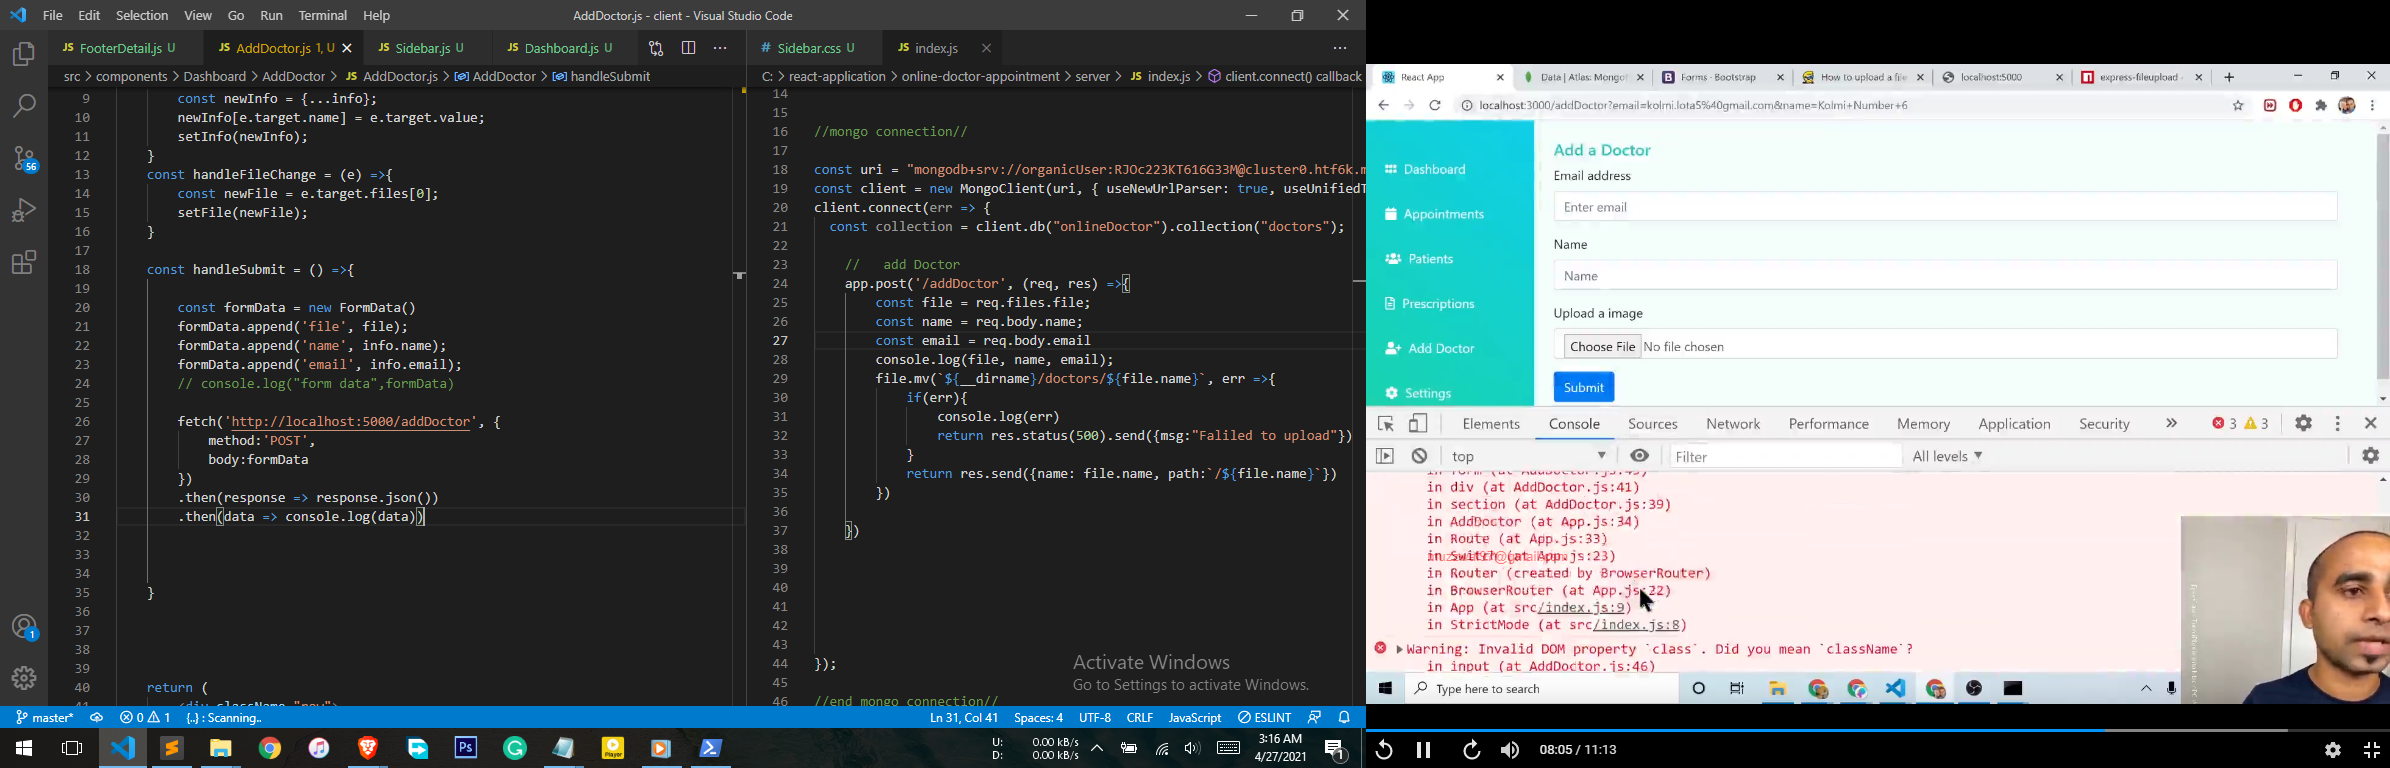 File Edit Selection View Go Run Terminal Help
AddDoctor.js - client - Visual Studio Code
JS FooterDetail.js U
JS AddDoctor.js 1, U
JS Sidebar.js U
JS Dashboard.js U
# Sidebar.css U
JS index.js
src > components > Dashboard > AddDoctor > JS AddDoctor.js > AddDoctor > handleSubmit
9 const newInfo = {...info};
10 newInfo[e.target.name] = e.target.value;
11 setInfo(newInfo);
12 }
13 const handleFileChange = (e) =>{
14 const newFile = e.target.files[0];
15 setFile(newFile);
16 }
17
18 const handleSubmit = () =>{
19
20 const formData = new FormData()
21 formData.append('file', file);
22 formData.append('name', info.name);
23 formData.append('email', info.email);
24 // console.log("form data",formData)
25
26 fetch('http://localhost:5000/addDoctor', {
27 method:'POST',
28 body:formData
29 })
30 .then(response => response.json())
31 .then(data => console.log(data))
32
33
34
35 }
36
37
38
39
40 return (
C: > react-application > online-doctor-appointment > server > JS index.js > client.connect() callback
14
15
16 //mongo connection//
17
18 const uri = "mongodb+srv://organicUser:RJOc223KT616G33M@cluster0.htf6k.m
19 const client = new MongoClient(uri, { useNewUrlParser: true, useUnifiedT
20 client.connect(err => {
21 const collection = client.db("onlineDoctor").collection("doctors");
22
23 // add Doctor
24 app.post('/addDoctor', (req, res) =>{
25 const file = req.files.file;
26 const name = req.body.name;
27 const email = req.body.email
28 console.log(file, name, email);
29 file.mv(`${__dirname}/doctors/${file.name}`, err =>{
30 if(err){
31 console.log(err)
32 return res.status(500).send({msg:"Faliled to upload"})
33 }
34 return res.send({name: file.name, path:`/${file.name}`})
35 })
36
37 })
38
39
40
41
42
43
44 });
45
46 //end mongo connection//
Activate Windows
Go to Settings to activate Windows.
56
1
master* 0 1 {..} : Scanning.. Ln 31, Col 41 Spaces: 4 UTF-8 CRLF JavaScript ESLINT
U: 0.00 kB/s
D: 0.00 kB/s
3:16 AM
4/27/2021
1
Ps
Player
React App
Data | Atlas: Mongo
Forms · Bootstrap
How to upload a file
localhost:5000
express-fileupload
localhost:3000/addDoctor?email=kolmi.lota5%40gmail.com&name=Kolmi+Number+6
Dashboard
Appointments
Patients
Prescriptions
Add Doctor
Settings
Add a Doctor
Email address
Enter email
Name
Name
Upload a image
Choose File No file chosen
Submit
Elements Console Sources Network Performance Memory Application Security » 3 3
top Filter All levels
in form (at AddDoctor.js:45)
in div (at AddDoctor.js:41)
in section (at AddDoctor.js:39)
in AddDoctor (at App.js:34)
in Route (at App.js:33)
in Switch (at App.js:23)
in Router (created by BrowserRouter)
in BrowserRouter (at App.js:22)
in App (at src/index.js:9)
in StrictMode (at src/index.js:8)
Warning: Invalid DOM property `class`. Did you mean `className`?
in input (at AddDoctor.js:46)
Type here to search
08:05 / 11:13